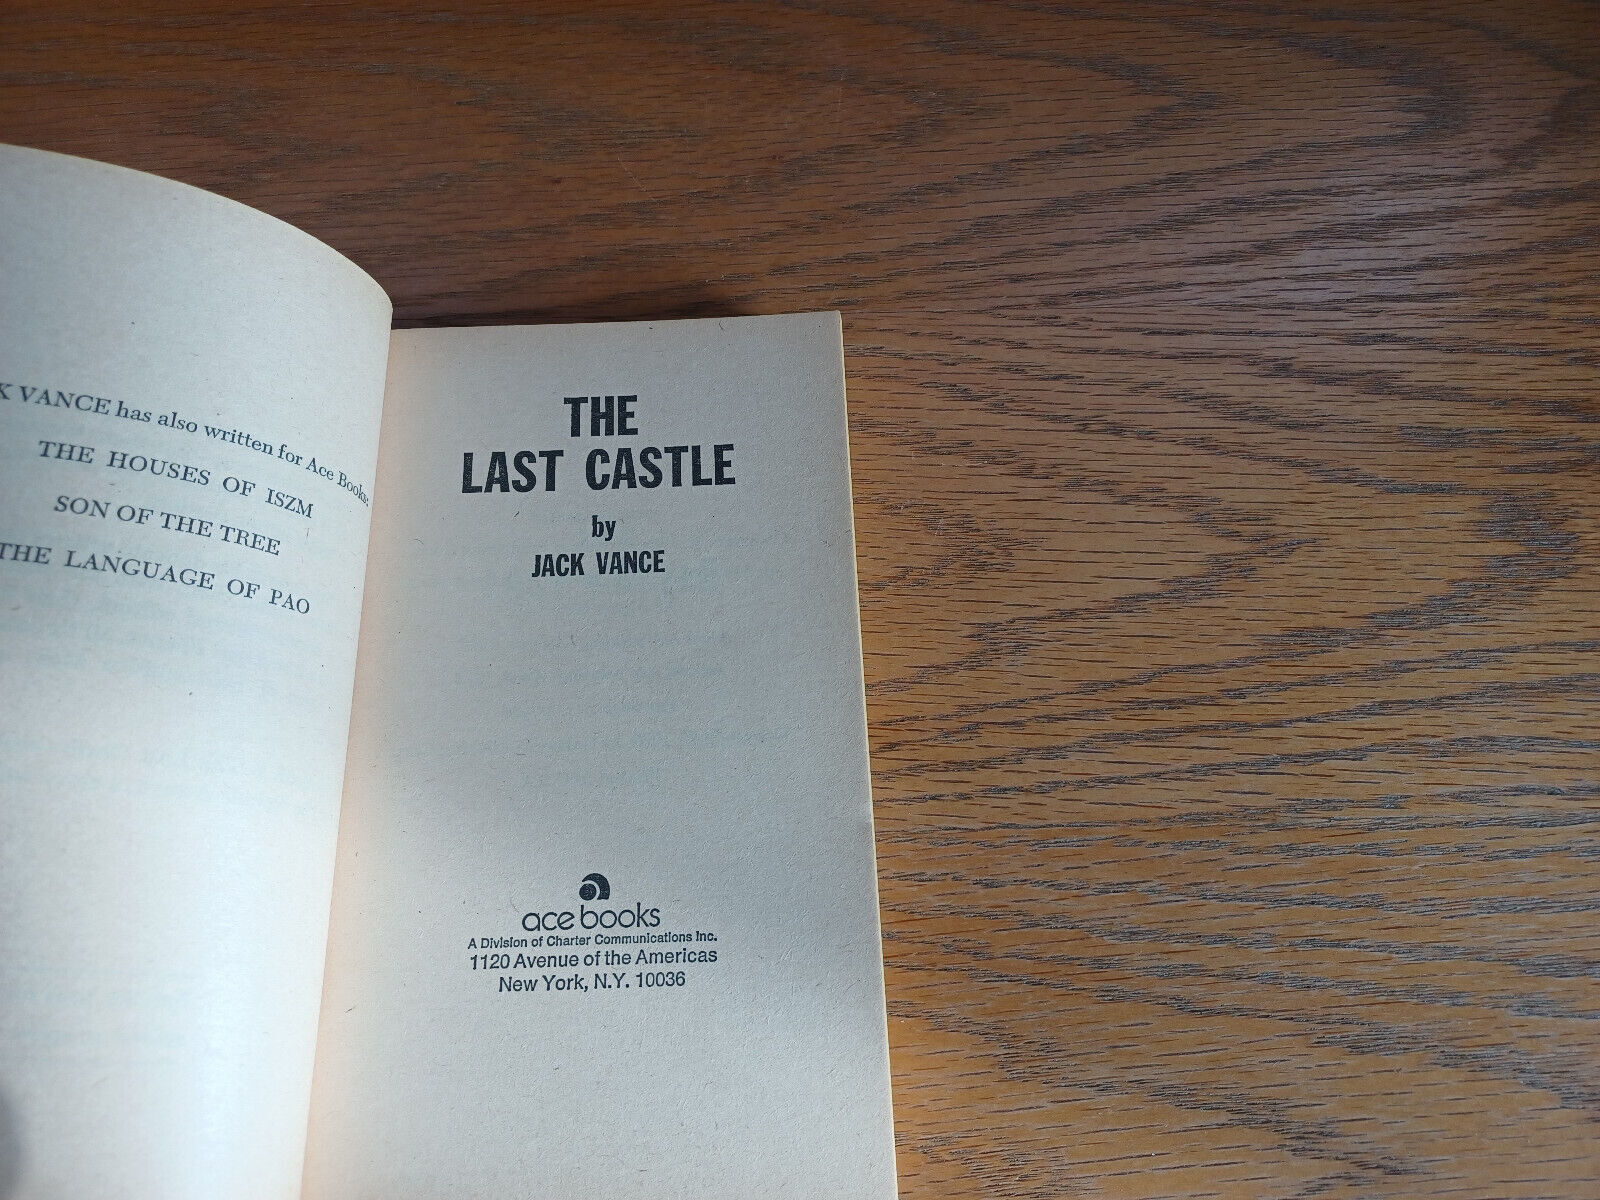 K VANCE has also written for Ace Books:
THE HOUSES OF ISZM
SON OF THE TREE
THE LANGUAGE OF PAO
THE
LAST CASTLE
by
JACK VANCE
ace books
A Division of Charter Communications Inc.
1120 Avenue of the Americas
New York, N.Y. 10036